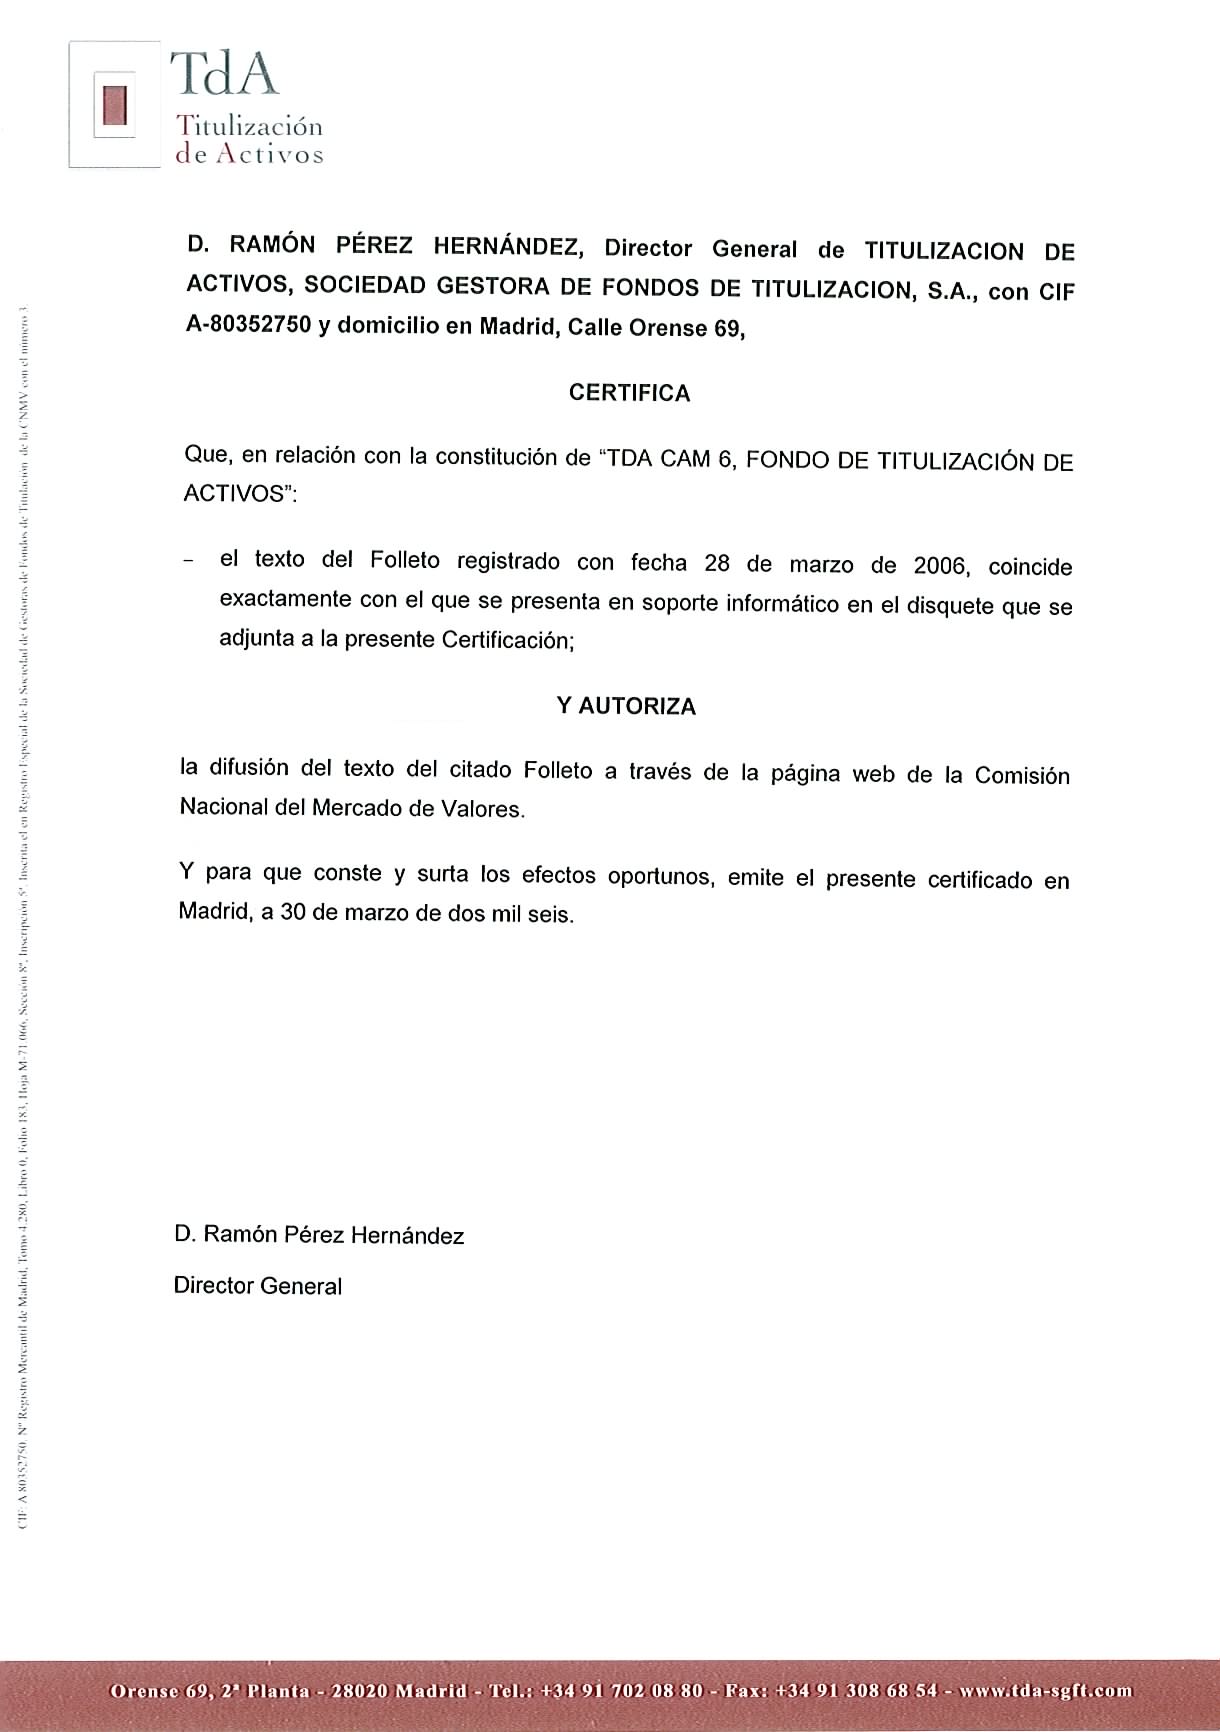 TdA
Titulización
de Activos
D. RAMÓN PÉREZ HERNÁNDEZ, Director General de TITULIZACION DE
ACTIVOS, SOCIEDAD GESTORA DE FONDOS DE TITULIZACION, S.A., con CIF
A-80352750 y domicilio en Madrid, Calle Orense 69,
CERTIFICA
Que, en relación con la constitución de “TDA CAM 6, FONDO DE TITULIZACIÓN DE
ACTIVOS”:
– el texto del Folleto registrado con fecha 28 de marzo de 2006, coincide
exactamente con el que se presenta en soporte informático en el disquete que se
adjunta a la presente Certificación;
Y AUTORIZA
la difusión del texto del citado Folleto a través de la página web de la Comisión
Nacional del Mercado de Valores.
Y para que conste y surta los efectos oportunos, emite el presente certificado en
Madrid, a 30 de marzo de dos mil seis.
D. Ramón Pérez Hernández
Director General
CIF: A 80352750. Nº Registro Mercantil de Madrid, Tomo 4.280, Libro 0, Folio 183, Hoja M-71.066, Sección 8ª, Inscripción 5ª. Inscrita el en Registro Especial de la Sociedad de Gestoras de Fondos de Titulación de la CNMV con el número 3
Orense 69, 2ª Planta - 28020 Madrid - Tel.: +34 91 702 08 80 - Fax: +34 91 308 68 54 - www.tda-sgft.com